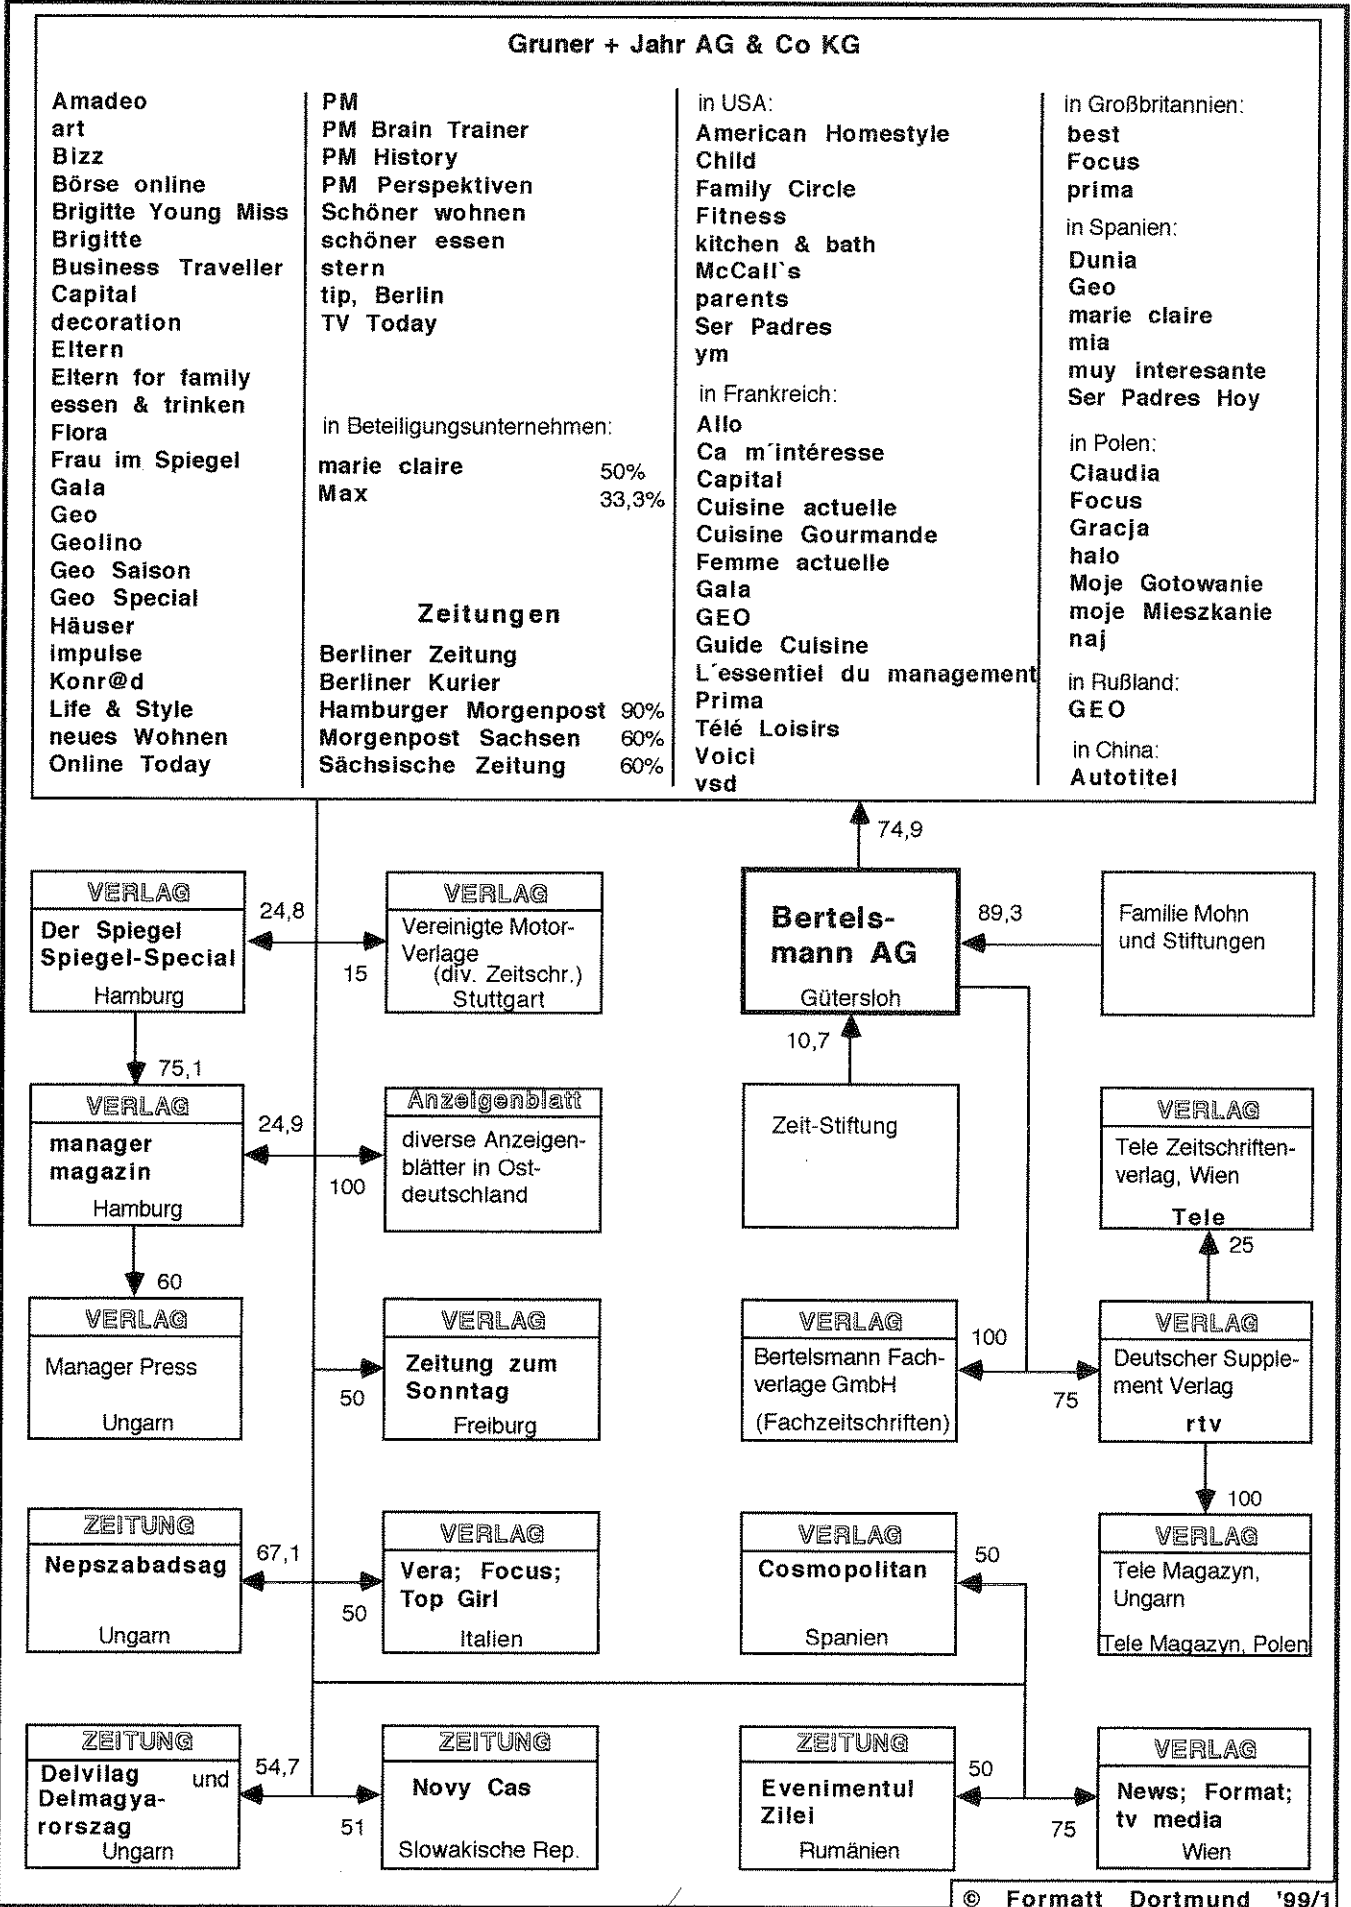 Gruner + Jahr AG & Co KG
Amadeo
art
Bizz
Börse online
Brigitte Young Miss
Brigitte
Business Traveller
Capital
decoration
Eltern
Eltern for family
essen & trinken
Flora
Frau im Spiegel
Gala
Geo
Geolino
Geo Saison
Geo Special
Häuser
impulse
Konr@d
Life & Style
neues Wohnen
Online Today
PM
PM Brain Trainer
PM History
PM Perspektiven
Schöner wohnen
schöner essen
stern
tip, Berlin
TV Today
in Beteiligungsunternehmen:
marie claire 50%
Max 33,3%
Zeitungen
Berliner Zeitung
Berliner Kurier
Hamburger Morgenpost 90%
Morgenpost Sachsen 60%
Sächsische Zeitung 60%
in USA:
American Homestyle
Child
Family Circle
Fitness
kitchen & bath
McCall`s
parents
Ser Padres
ym
in Frankreich:
Allo
Ca m´intéresse
Capital
Cuisine actuelle
Cuisine Gourmande
Femme actuelle
Gala
GEO
Guide Cuisine
L´essentiel du management
Prima
Télé Loisirs
Voici
vsd
in Großbritannien:
best
Focus
prima
in Spanien:
Dunia
Geo
marie claire
mia
muy interesante
Ser Padres Hoy
in Polen:
Claudia
Focus
Gracja
halo
Moje Gotowanie
moje Mieszkanie
naj
in Rußland:
GEO
in China:
Autotitel
74,9
VERLAG
Der Spiegel
Spiegel-Special
Hamburg
24,8
15
VERLAG
Vereinigte Motor-
Verlage
(div. Zeitschr.)
Stuttgart
Bertels-
mann AG
Gütersloh
89,3
Familie Mohn
und Stiftungen
75,1
10,7
VERLAG
manager
magazin
Hamburg
24,9
100
Anzeigenblatt
diverse Anzeigen-
blätter in Ost-
deutschland
Zeit-Stiftung
VERLAG
Tele Zeitschriften-
verlag, Wien
Tele
25
60
VERLAG
Manager Press
Ungarn
50
VERLAG
Zeitung zum
Sonntag
Freiburg
VERLAG
Bertelsmann Fach-
verlage GmbH
(Fachzeitschriften)
100
75
VERLAG
Deutscher Supple-
ment Verlag
rtv
100
ZEITUNG
Nepszabadsag
Ungarn
67,1
50
VERLAG
Vera; Focus;
Top Girl
Italien
VERLAG
Cosmopolitan
Spanien
50
VERLAG
Tele Magazyn,
Ungarn
Tele Magazyn, Polen
ZEITUNG
Delvilag und
Delmagya-
rorszag
Ungarn
54,7
51
ZEITUNG
Novy Cas
Slowakische Rep.
ZEITUNG
Evenimentul
Zilei
Rumänien
50
75
VERLAG
News; Format;
tv media
Wien
© Formatt Dortmund '99/1